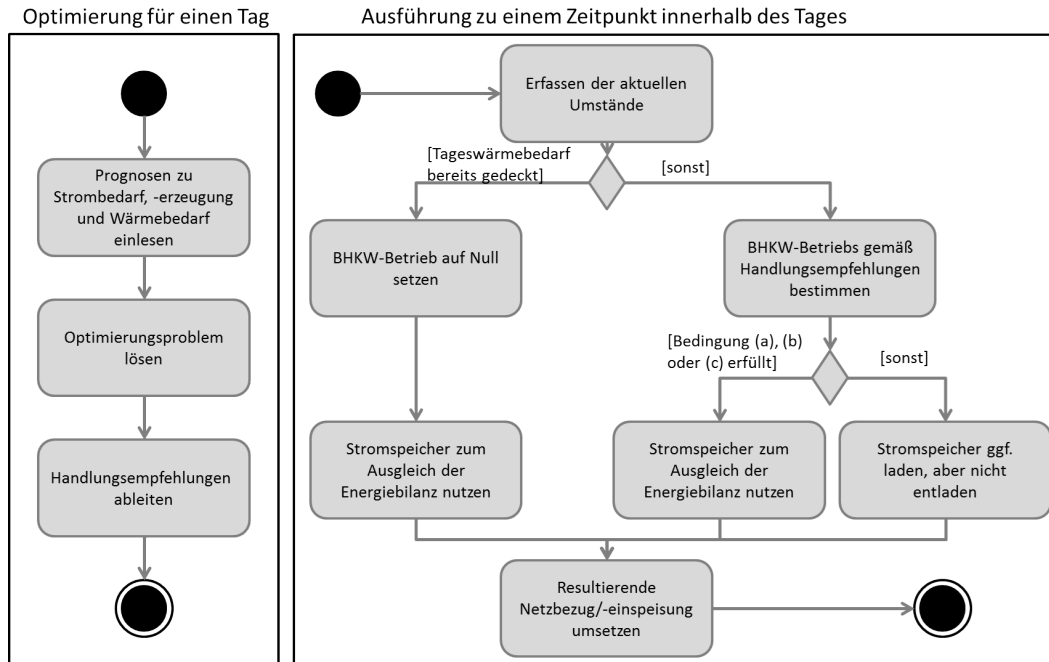 Optimierung für einen Tag
Prognosen zu
Strombedarf, -erzeugung
und Wärmebedarf
einlesen
Optimierungsproblem
lösen
Handlungsempfehlungen
ableiten
Ausführung zu einem Zeitpunkt innerhalb des Tages
Erfassen der aktuellen
Umstände
[Tageswärmebedarf
bereits gedeckt]
[sonst]
BHKW-Betrieb auf Null
setzen
BHKW-Betriebs gemäß
Handlungsempfehlungen
bestimmen
[Bedingung (a), (b)
oder (c) erfüllt]
[sonst]
Stromspeicher zum
Ausgleich der
Energiebilanz nutzen
Stromspeicher zum
Ausgleich der
Energiebilanz nutzen
Stromspeicher ggf.
laden, aber nicht
entladen
Resultierende
Netzbezug/-einspeisung
umsetzen